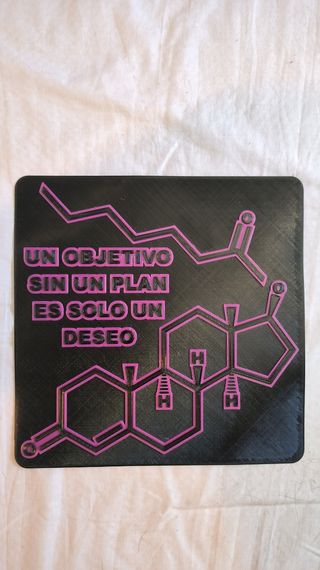 UN OBJETIVO
SIN UN PLAN
ES SOLO UN
DESEO
O
O
H
H
H
O